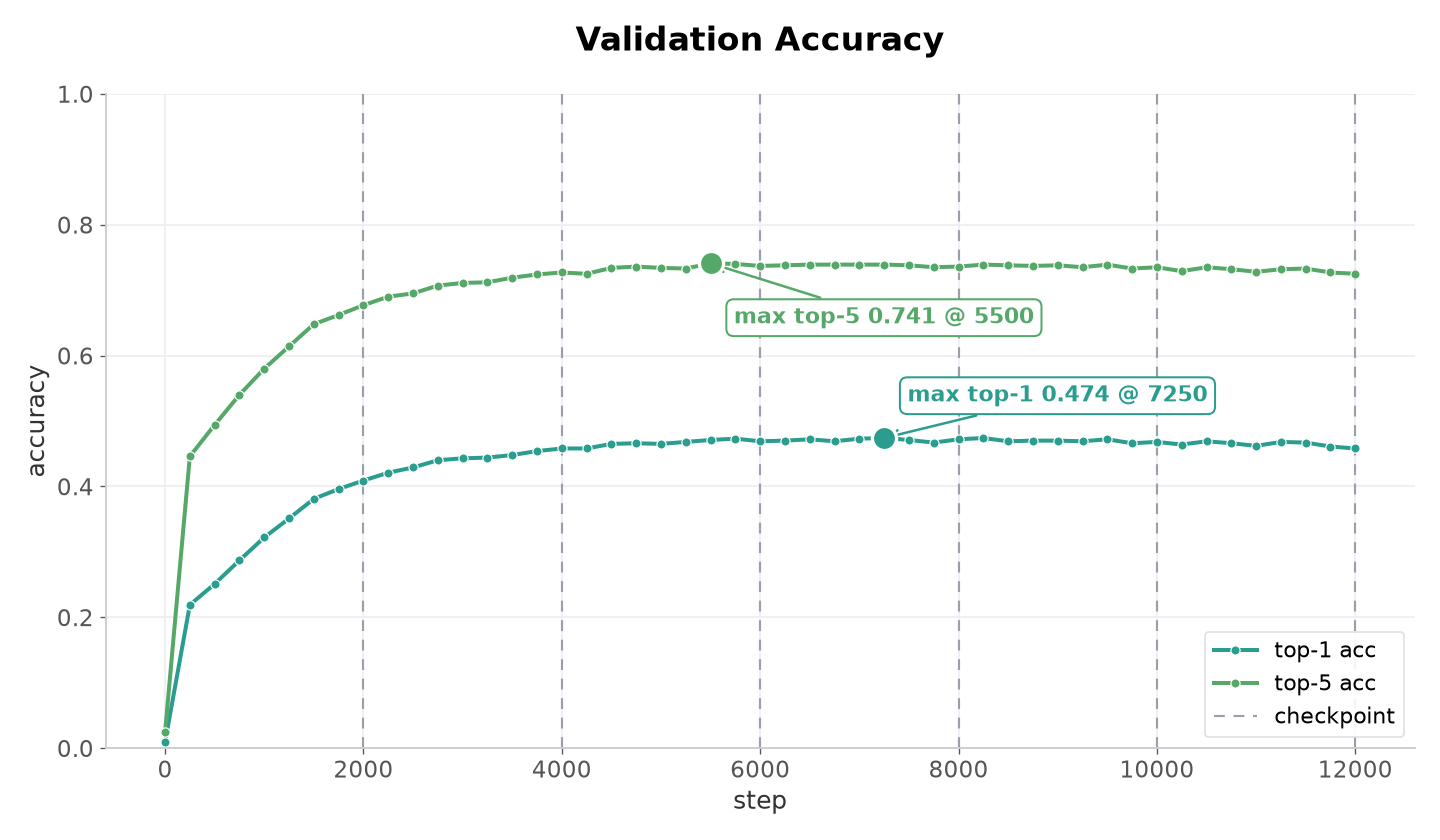 Validation Accuracy
1.0
0.8
0.6
0.4
0.2
0.0
accuracy
max top-5 0.741 @ 5500
max top-1 0.474 @ 7250
top-1 acc
top-5 acc
checkpoint
0 2000 4000 6000 8000 10000 12000
step